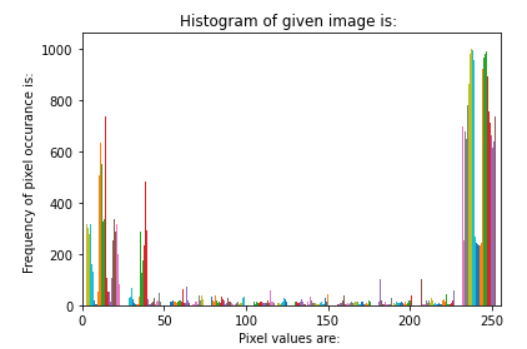 Histogram of given image is:
Frequency of pixel occurance is:
1000
800
600
400
200
0
0 50 100 150 200 250
Pixel values are: